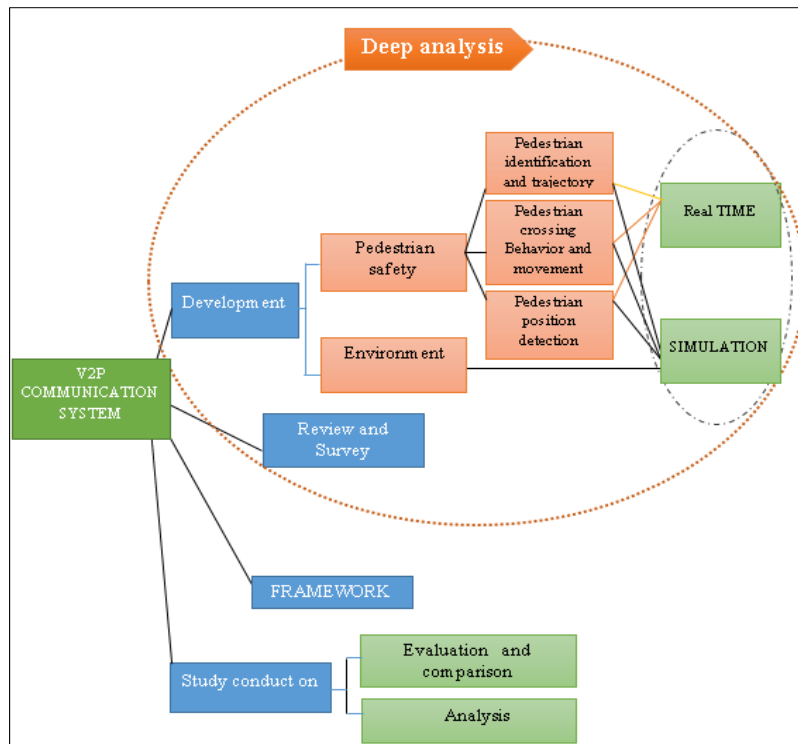 Deep analysis
Pedestrian
identification
and trajectory
Real TIME
Pedestrian
crossing
Behavior and
movement
Pedestrian
safety
Development
Pedestrian
position
detection
SIMULATION
Environment
V2P
COMMUNICATION
SYSTEM
Review and
Survey
FRAMEWORK
Evaluation and
comparison
Study conduct on
Analysis